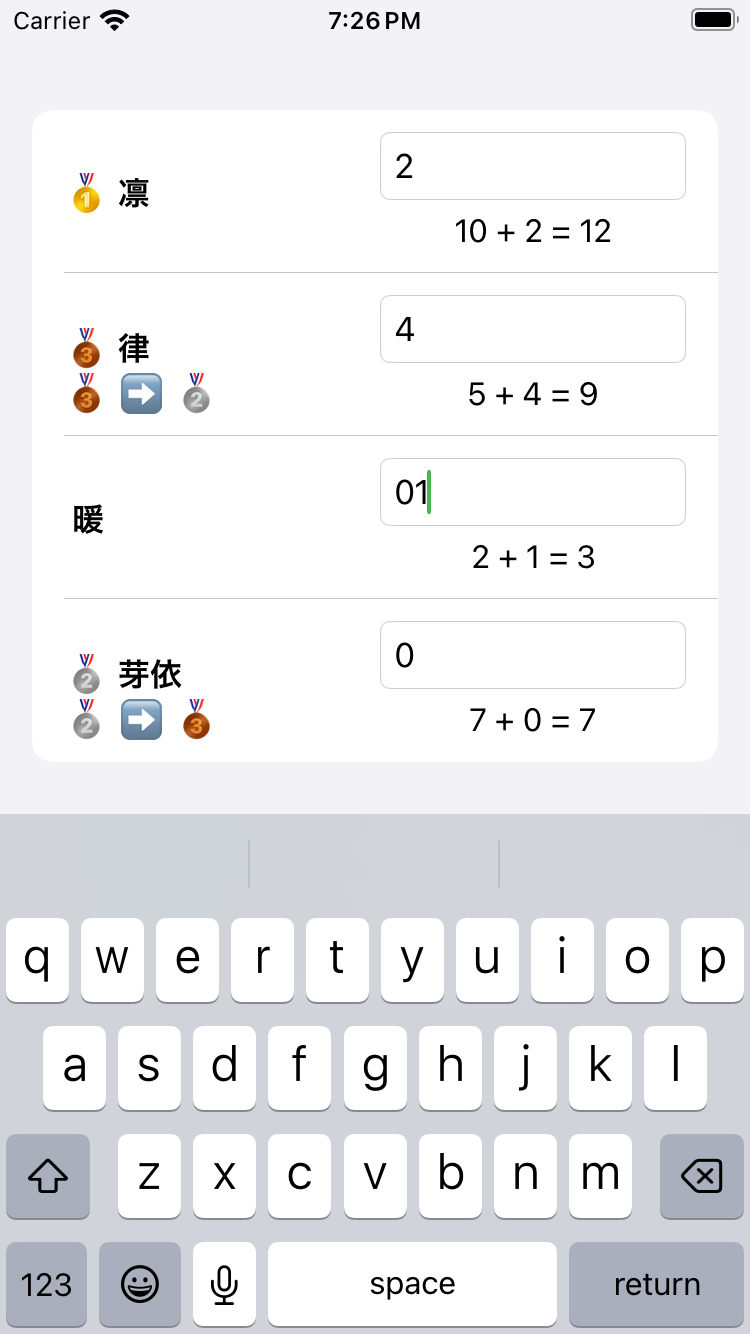 Carrier 7:26 PM
🥇 凛
2
10 + 2 = 12
🥉 律
🥉 ➡️ 🥈
4
5 + 4 = 9
暖
01
2 + 1 = 3
🥈 芽依
🥈 ➡️ 🥉
0
7 + 0 = 7
q w e r t y u i o p
a s d f g h j k l
z x c v b n m
123 space return